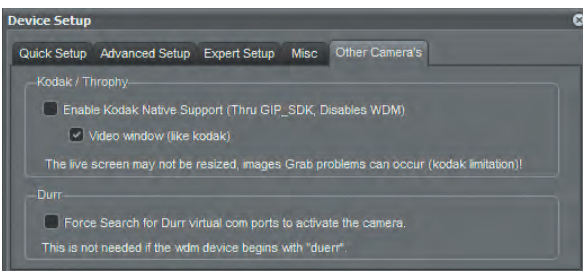 Device Setup
Quick Setup Advanced Setup Expert Setup Misc Other Camera's
Kodak / Throphy
Enable Kodak Native Support (Thru GIP_SDK, Disables WDM)
Video window (like kodak)
The live screen may not be resized, images Grab problems can occur (kodak limitation)!
Durr
Force Search for Durr virtual com ports to activate the camera.
This is not needed if the wdm device begins with "duerr".